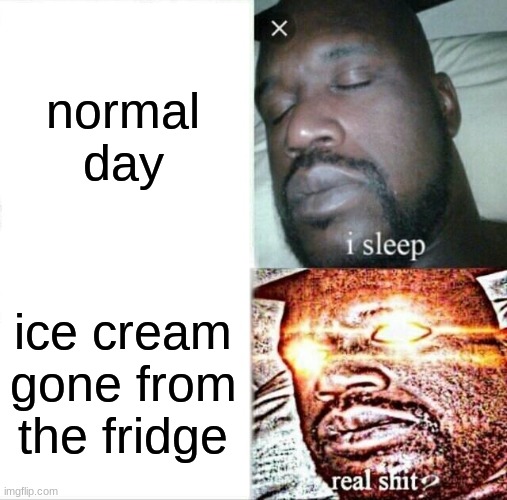 normal
day
i sleep
ice cream
gone from
the fridge
real shit?
imgflip.com